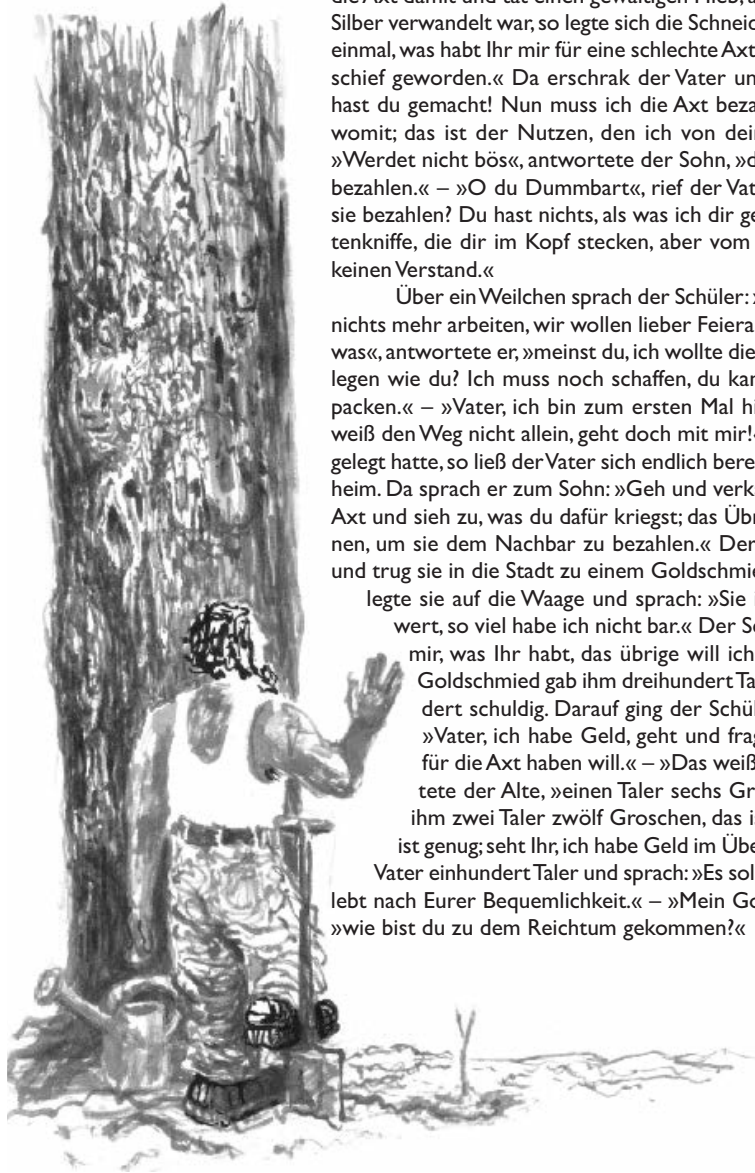 die Axt damit und tat einen gewaltigen Hieb, a
Silber verwandelt war, so legte sich die Schneid
einmal, was habt Ihr mir für eine schlechte Axt
schief geworden.« Da erschrak der Vater un
hast du gemacht! Nun muss ich die Axt beza
womit; das ist der Nutzen, den ich von dei
»Werdet nicht bös«, antwortete der Sohn, »d
bezahlen.« – »O du Dummbart«, rief der Vat
sie bezahlen? Du hast nichts, als was ich dir ge
tenkniffe, die dir im Kopf stecken, aber vom
keinen Verstand.«
Über ein Weilchen sprach der Schüler: »
nichts mehr arbeiten, wir wollen lieber Feiera
was«, antwortete er, »meinst du, ich wollte die
legen wie du? Ich muss noch schaffen, du kan
packen.« – »Vater, ich bin zum ersten Mal hi
weiß den Weg nicht allein, geht doch mit mir!«
gelegt hatte, so ließ der Vater sich endlich bere
heim. Da sprach er zum Sohn: »Geh und verk
Axt und sieh zu, was du dafür kriegst; das Übr
nen, um sie dem Nachbar zu bezahlen.« Der
und trug sie in die Stadt zu einem Goldschmie
legte sie auf die Waage und sprach: »Sie i
wert, so viel habe ich nicht bar.« Der So
mir, was Ihr habt, das übrige will ich
Goldschmied gab ihm dreihundert Ta
dert schuldig. Darauf ging der Schül
»Vater, ich habe Geld, geht und frag
für die Axt haben will.« – »Das weiß
tete der Alte, »einen Taler sechs Gr
ihm zwei Taler zwölf Groschen, das is
ist genug; seht Ihr, ich habe Geld im Übe
Vater einhundert Taler und sprach: »Es sol
lebt nach Eurer Bequemlichkeit.« – »Mein Go
»wie bist du zu dem Reichtum gekommen?«